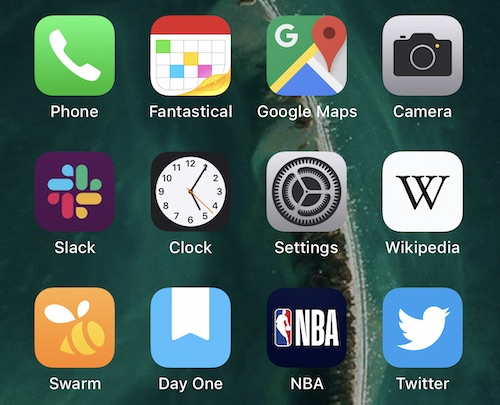 G
Phone
Fantastical
Google Maps
Camera
12
11
1
10
2
9
3
8
4
7
5
6
W
Slack
Clock
Settings
Wikipedia
NBA
Swarm
Day One
NBA
Twitter